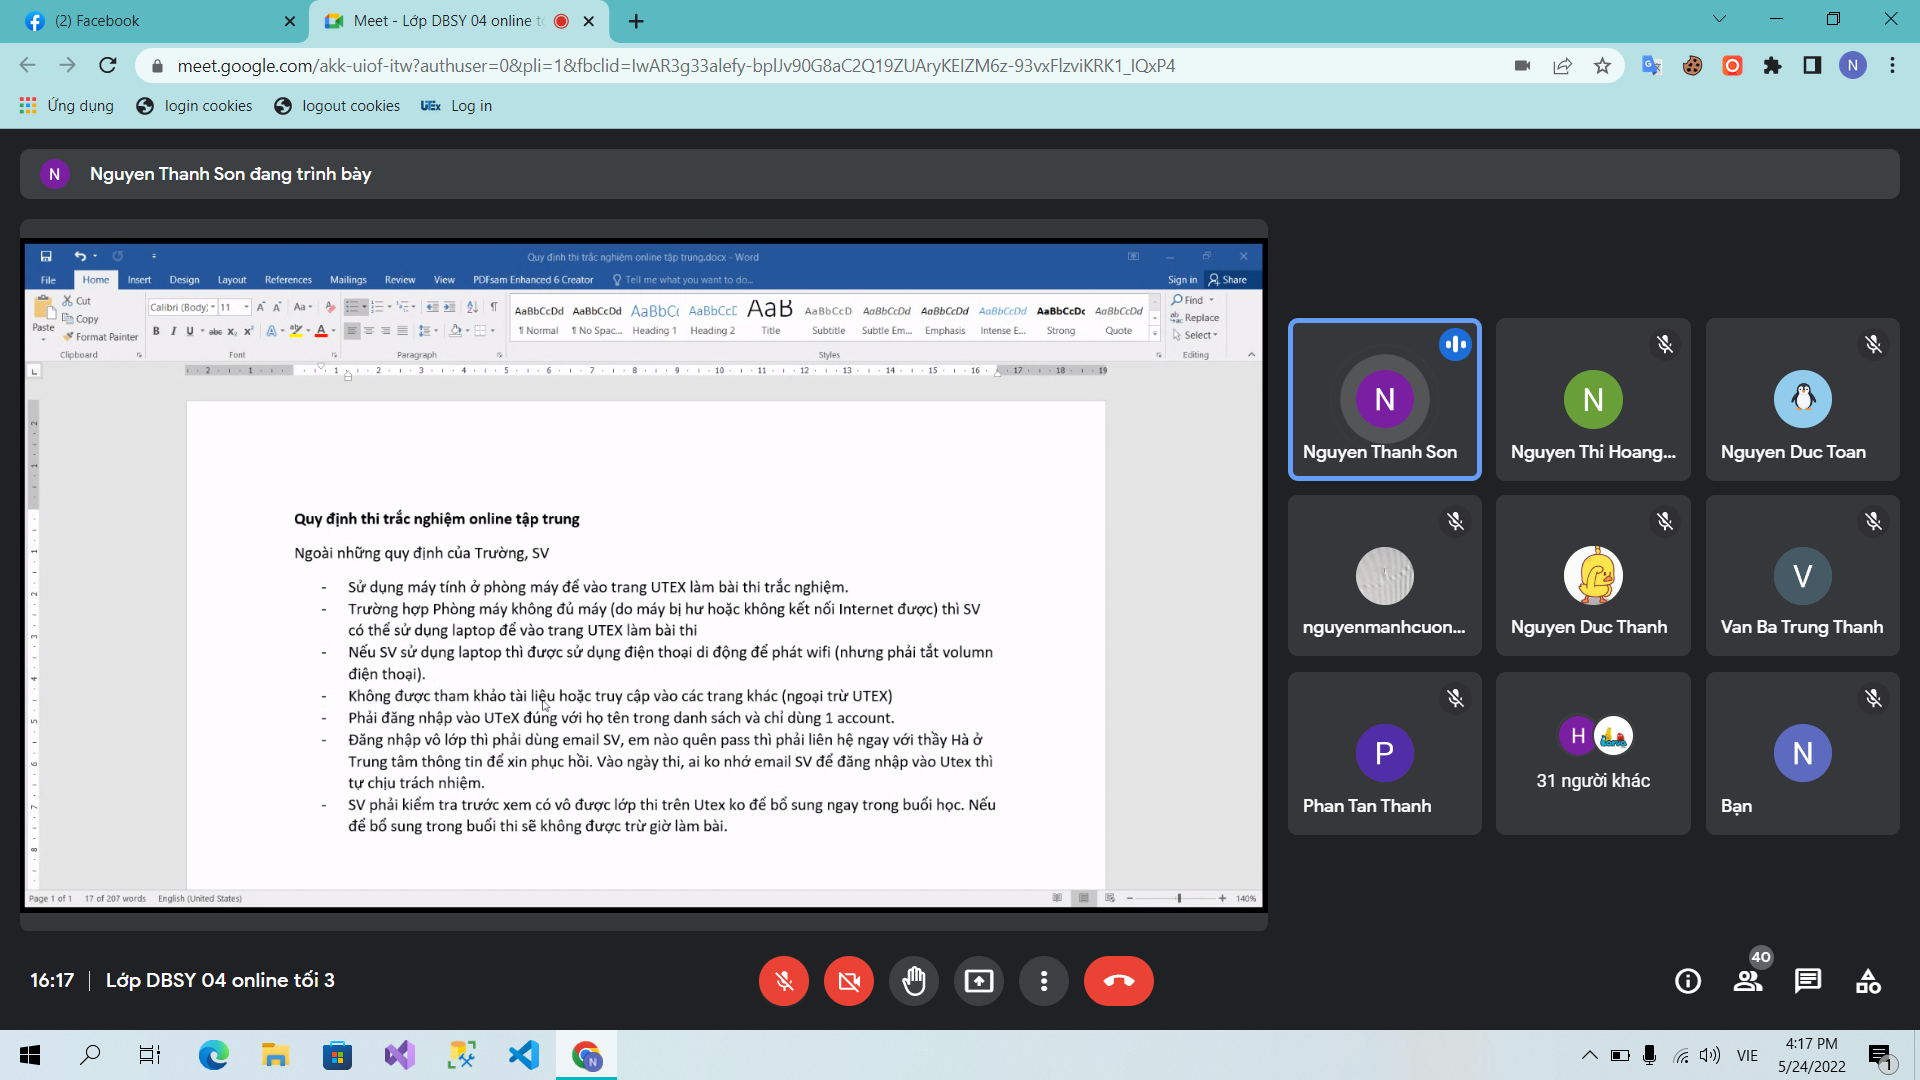 (2) Facebook
Meet - Lớp DBSY 04 online tố
meet.google.com/akk-uiof-itw?authuser=0&pli=1&fbclid=IwAR3g33alefy-bplJv90G8aC2Q19ZUAryKEIZM6z-93vxFlzviKRK1_IQxP4
N
Ứng dụng
login cookies
logout cookies
UTEx Log in
N Nguyen Thanh Son đang trình bày
Quy định thi trắc nghiệm online tập trung.docx - Word
File Home Insert Design Layout References Mailings Review View PDFsam Enhanced 6 Creator Tell me what you want to do... Sign in Share
Paste
Cut
Copy
Format Painter
Calibri (Body) 11
AaBbCcDd AaBbCcDd AaBbCc AaBbCcD AaB AaBbCcD AaBbCcDd AaBbCcDd AaBbCcDd AaBbCcDc AaBbCcDd
¶ Normal ¶ No Spac... Heading 1 Heading 2 Title Subtitle Subtle Em... Emphasis Intense E... Strong Quote
Find
Replace
Select
Clipboard Font Paragraph Styles Editing
Quy định thi trắc nghiệm online tập trung
Ngoài những quy định của Trường, SV
- Sử dụng máy tính ở phòng máy để vào trang UTEX làm bài thi trắc nghiệm.
- Trường hợp Phòng máy không đủ máy (do máy bị hư hoặc không kết nối Internet được) thì SV
có thể sử dụng laptop để vào trang UTEX làm bài thi
- Nếu SV sử dụng laptop thì được sử dụng điện thoại di động để phát wifi (nhưng phải tắt volumn
điện thoại).
- Không được tham khảo tài liệu hoặc truy cập vào các trang khác (ngoại trừ UTEX)
- Phải đăng nhập vào UTeX đúng với họ tên trong danh sách và chỉ dùng 1 account.
- Đăng nhập vô lớp thì phải dùng email SV, em nào quên pass thì phải liên hệ ngay với thầy Hà ở
Trung tâm thông tin để xin phục hồi. Vào ngày thi, ai ko nhớ email SV để đăng nhập vào Utex thì
tự chịu trách nhiệm.
- SV phải kiểm tra trước xem có vô được lớp thi trên Utex ko để bổ sung ngay trong buổi học. Nếu
để bổ sung trong buổi thi sẽ không được trừ giờ làm bài.
Page 1 of 1 17 of 207 words English (United States) 140%
N
Nguyen Thanh Son
N
Nguyen Thi Hoang...
Nguyen Duc Toan
nguyenmanhcuon...
Nguyen Duc Thanh
V
Van Ba Trung Thanh
P
Phan Tan Thanh
H
31 người khác
N
Bạn
16:17 | Lớp DBSY 04 online tối 3
40
VIE
4:17 PM
5/24/2022
1